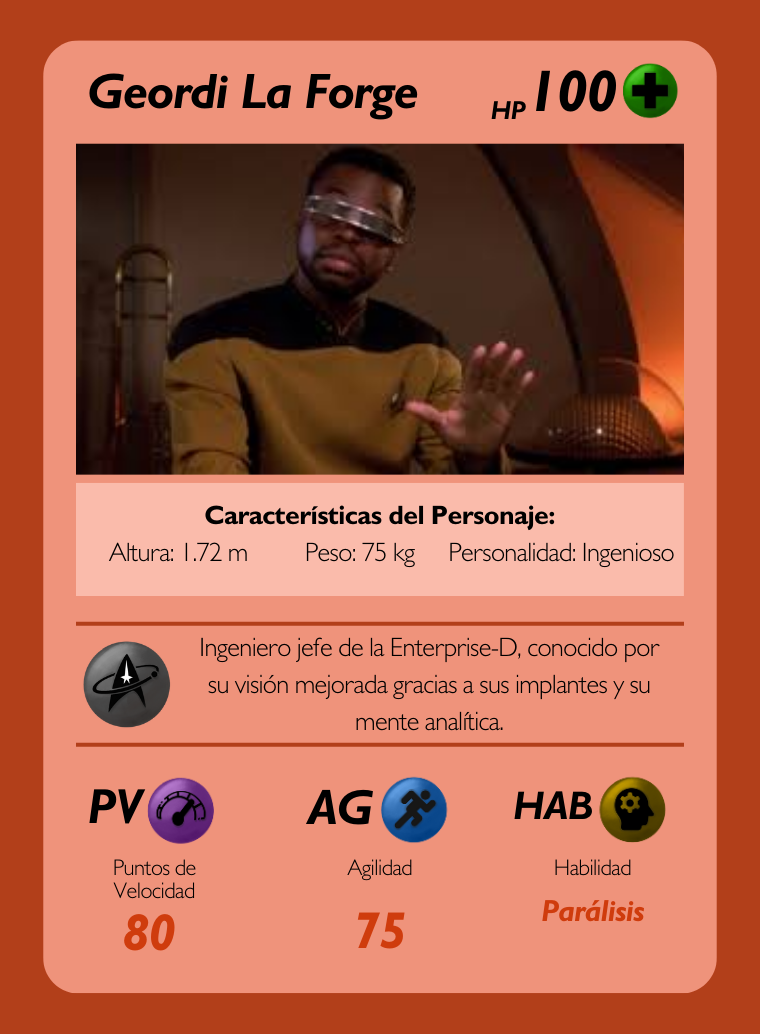 Geordi La Forge
HP 100
Características del Personaje:
Altura: 1.72 m Peso: 75 kg Personalidad: Ingenioso
Ingeniero jefe de la Enterprise-D, conocido por
su visión mejorada gracias a sus implantes y su
mente analítica.
PV AG HAB
Puntos de
Velocidad
Agilidad
Habilidad
80
75
Parálisis